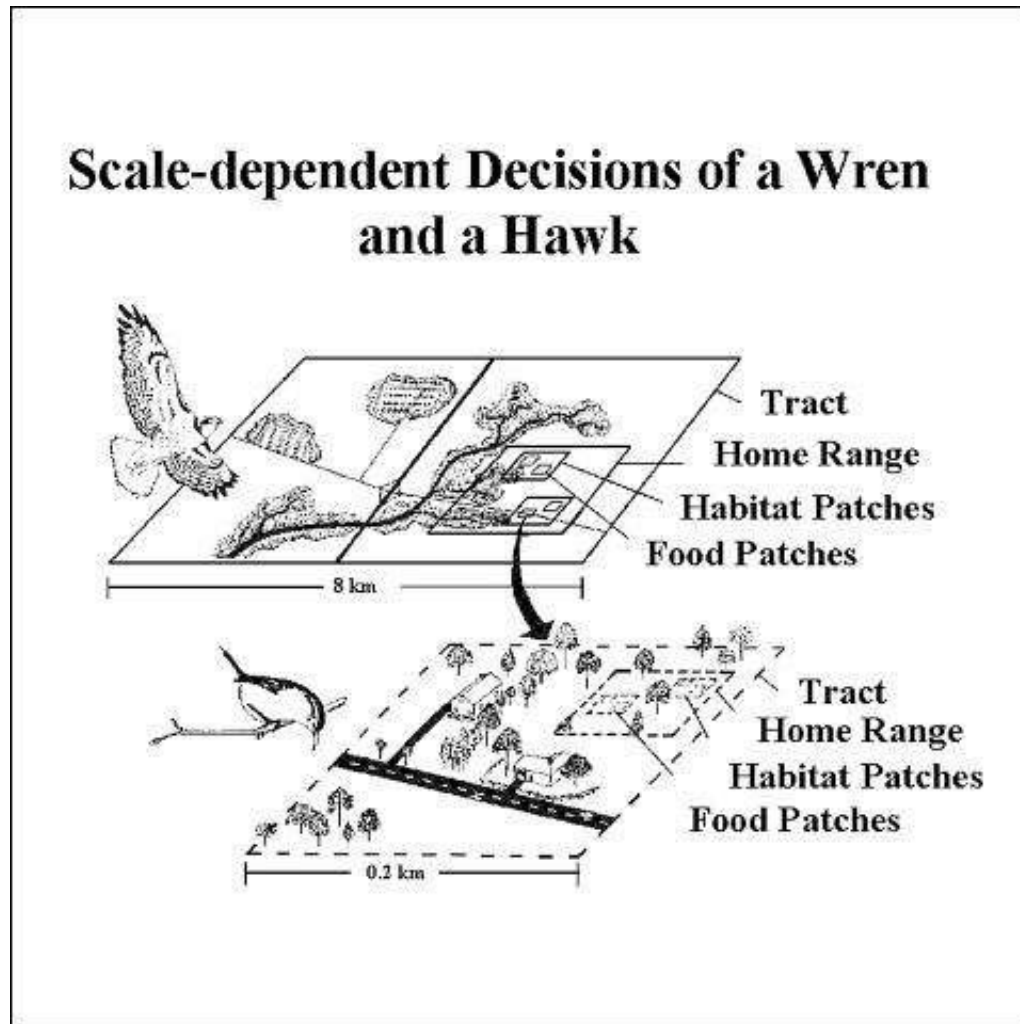 Scale-dependent Decisions of a Wren
and a Hawk
Tract
Home Range
Habitat Patches
Food Patches
8 km
Tract
Home Range
Habitat Patches
Food Patches
0.2 km